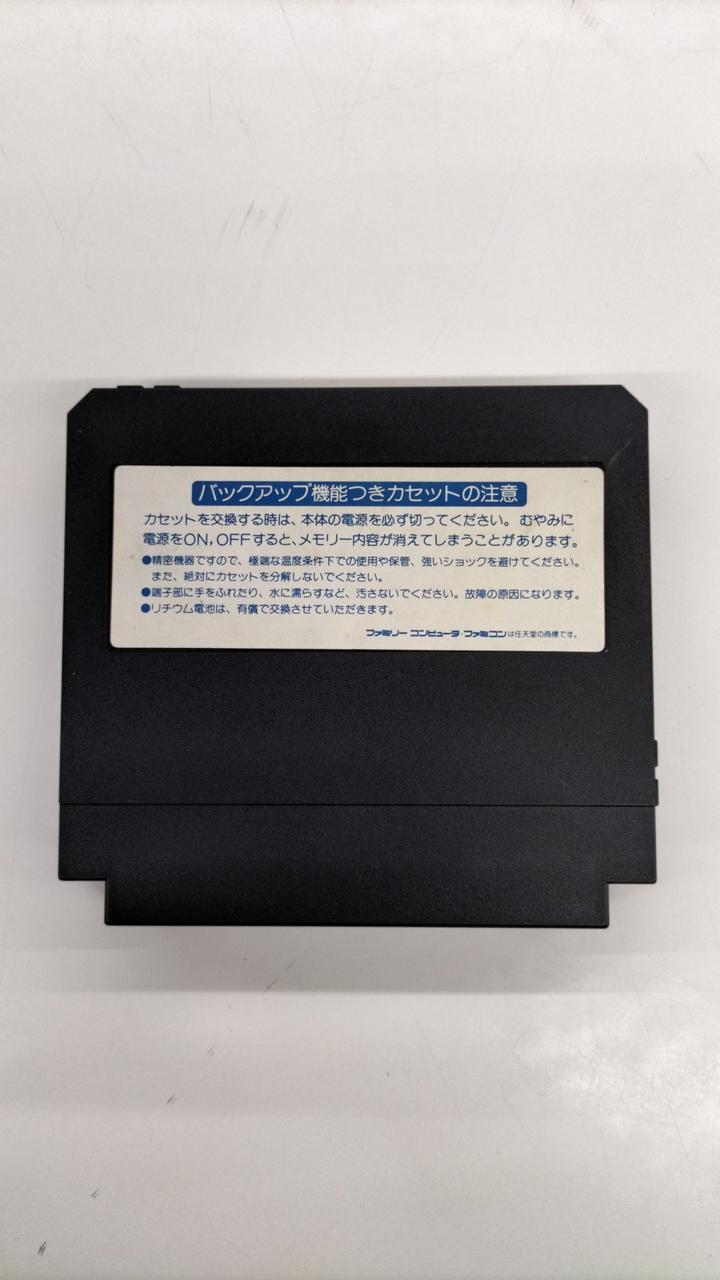 バックアップ機能つきカセットの注意
カセットを交換する時は、本体の電源を必ず切ってください。むやみに
電源をON,OFFすると、メモリー内容が消えてしまうことがあります。
●精密機器ですので、極端な温度条件下での使用や保管、強いショックを避けてください。
また、絶対にカセットを分解しないでください。
●端子部に手をふれたり、水に濡らすなど、汚さないでください。故障の原因になります。
●リチウム電池は、有償で交換させていただきます。
ファミリーコンピュータ・ファミコンは任天堂の商標です。